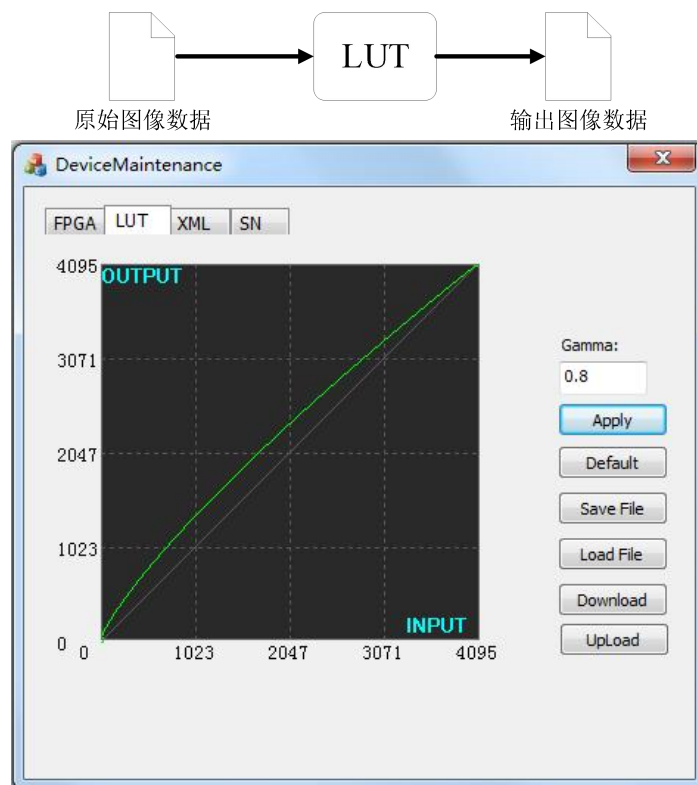 LUT
原始图像数据
输出图像数据
DeviceMaintenance
FPGA LUT XML SN
4095
OUTPUT
3071
2047
1023
0
0 1023 2047 3071 4095
INPUT
Gamma:
0.8
Apply
Default
Save File
Load File
Download
UpLoad